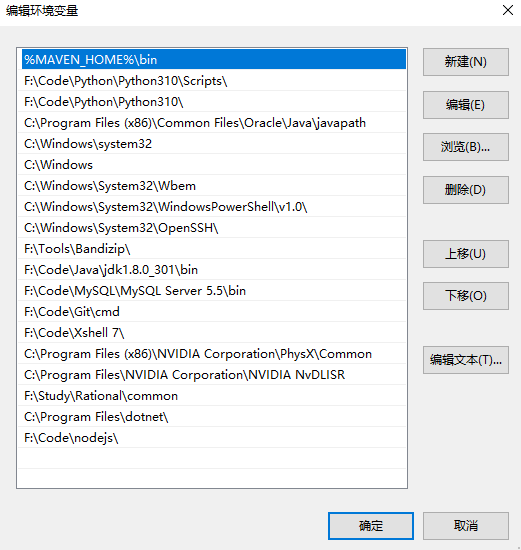 编辑环境变量
%MAVEN_HOME%\bin
F:\Code\Python\Python310\Scripts\
F:\Code\Python\Python310\
C:\Program Files (x86)\Common Files\Oracle\Java\javapath
C:\Windows\system32
C:\Windows
C:\Windows\System32\Wbem
C:\Windows\System32\WindowsPowerShell\v1.0\
C:\Windows\System32\OpenSSH\
F:\Tools\Bandizip\
F:\Code\Java\jdk1.8.0_301\bin
F:\Code\MySQL\MySQL Server 5.5\bin
F:\Code\Git\cmd
F:\Code\Xshell 7\
C:\Program Files (x86)\NVIDIA Corporation\PhysX\Common
C:\Program Files\NVIDIA Corporation\NVIDIA NvDLISR
F:\Study\Rational\common
C:\Program Files\dotnet\
F:\Code\nodejs\
新建(N)
编辑(E)
浏览(B)...
删除(D)
上移(U)
下移(O)
编辑文本(T)...
确定
取消